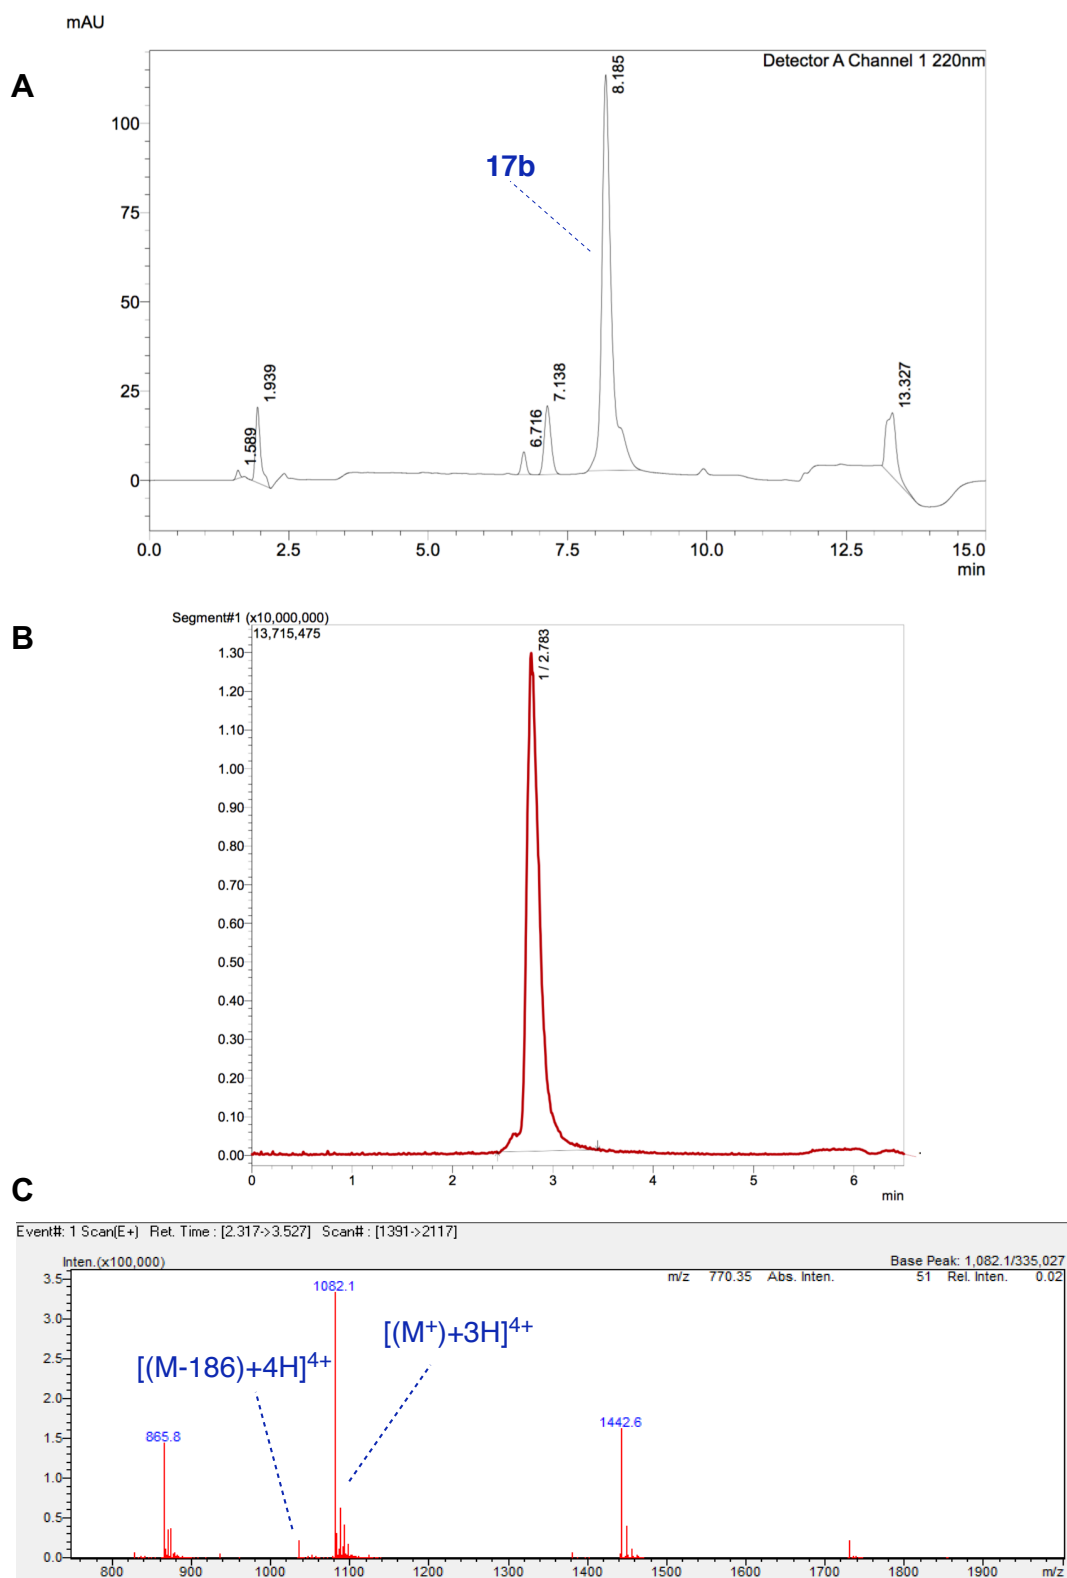 mAU
A
Detector A Channel 1 220nm
8.185
100
17b
75
50
1.939
7.138
13.327
25
1.589
6.716
0
0.0 2.5 5.0 7.5 10.0 12.5 15.0
min
B
Segment#1 (x10,000,000)
13,715,475
1 / 2.783
1.30
1.20
1.10
1.00
0.90
0.80
0.70
0.60
0.50
0.40
0.30
0.20
0.10
0.00
0 1 2 3 4 5 6
min
C
Event#: 1 Scan(E+) Ret. Time : [2.317->3.527] Scan# : [1391->2117]
Inten.(x100,000)
Base Peak: 1,082.1/335,027
m/z 770.35 Abs. Inten. 51 Rel. Inten. 0.02
3.5
1082.1
3.0
[(M⁺)+3H]⁴⁺
2.5
[(M-186)+4H]⁴⁺
2.0
1442.6
1.5
865.8
1.0
0.5
0.0
800 900 1000 1100 1200 1300 1400 1500 1600 1700 1800 1900 m/z